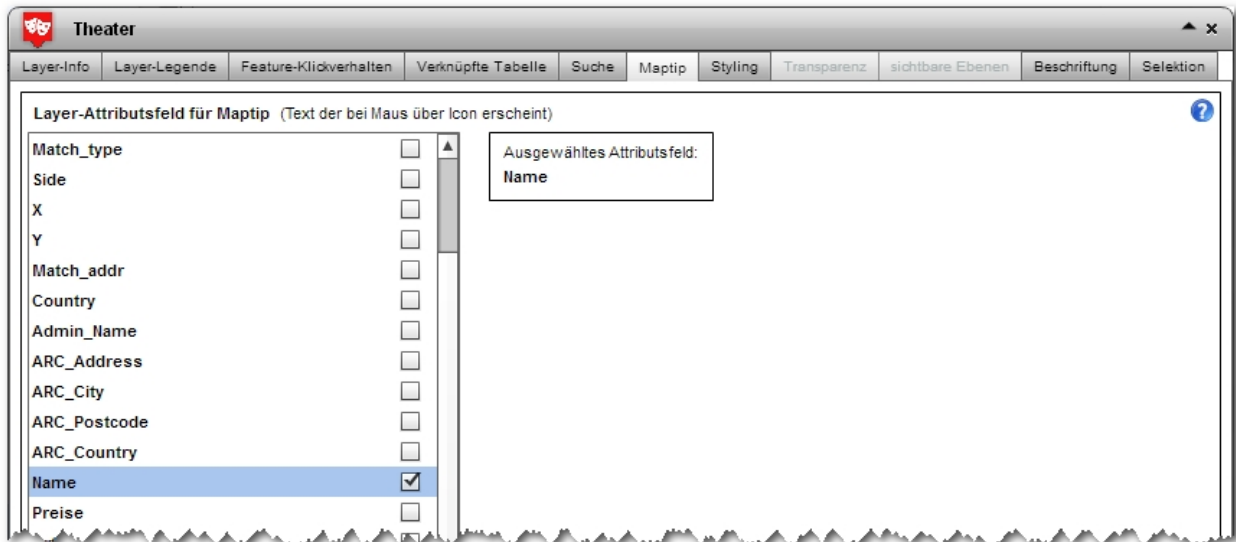 Theater
Layer-Info Layer-Legende Feature-Klickverhalten Verknüpfte Tabelle Suche Maptip Styling Transparenz sichtbare Ebenen Beschriftung Selektion
Layer-Attributsfeld für Maptip (Text der bei Maus über Icon erscheint)
Match_type
Ausgewähltes Attributsfeld:
Name
Side
X
Y
Match_addr
Country
Admin_Name
ARC_Address
ARC_City
ARC_Postcode
ARC_Country
Name
Preise